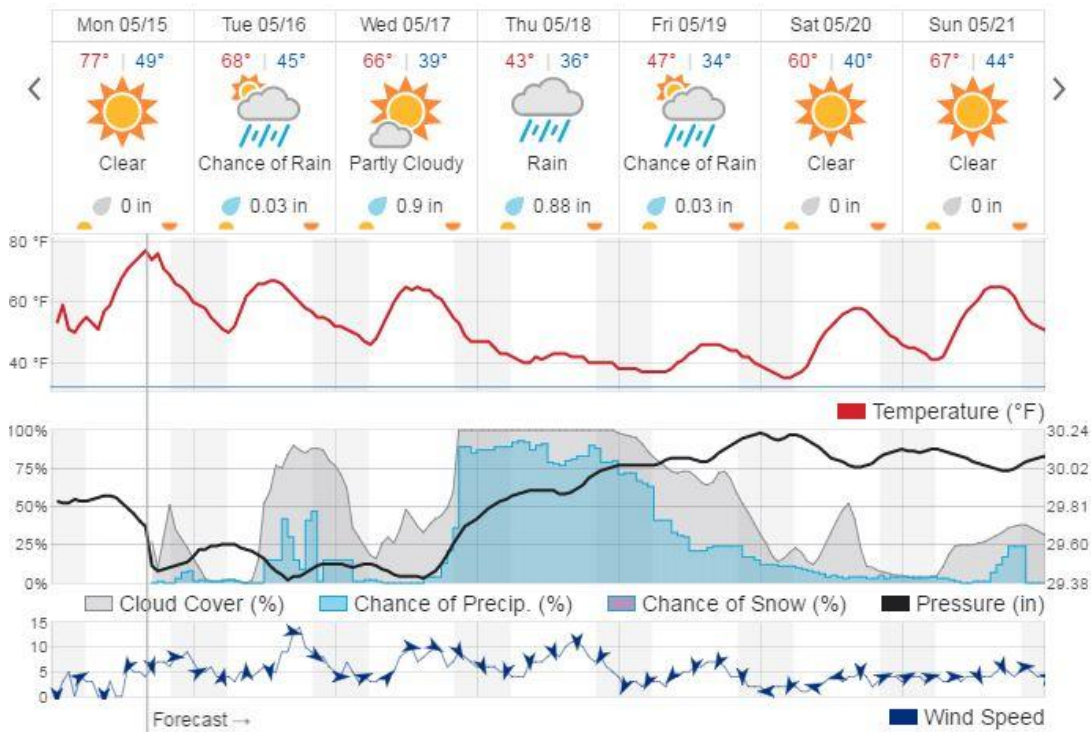 Mon 05/15 Tue 05/16 Wed 05/17 Thu 05/18 Fri 05/19 Sat 05/20 Sun 05/21
77° | 49° 68° | 45° 66° | 39° 43° | 36° 47° | 34° 60° | 40° 67° | 44°
Clear Chance of Rain Partly Cloudy Rain Chance of Rain Clear Clear
0 in 0.03 in 0.9 in 0.88 in 0.03 in 0 in 0 in
80 °F
60 °F
40 °F
Temperature (°F)
100% 30.24
75% 30.02
50% 29.81
25% 29.60
0% 29.38
Cloud Cover (%) Chance of Precip. (%) Chance of Snow (%) Pressure (in)
15
10
5
0
Forecast →
Wind Speed